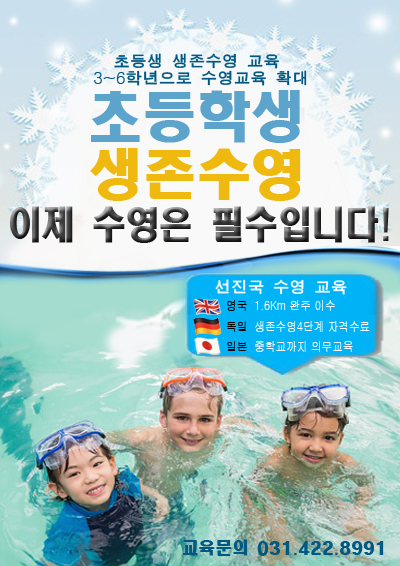 초등생 생존수영 교육
3~6학년으로 수영교육 확대
초등학생
생존수영
이제 수영은 필수입니다!
선진국 수영 교육
영국 1.6Km 완주 이수
독일 생존수영4단계 자격수료
일본 중학교까지 의무교육
교육문의 031.422.8991